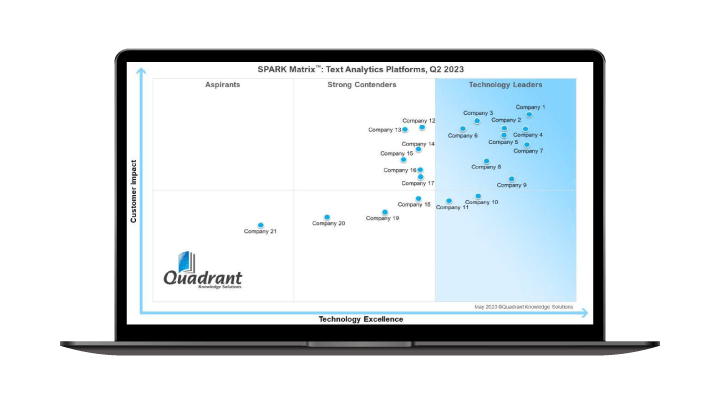 SPARK Matrix™: Text Analytics Platforms, Q2 2023
Aspirants
Strong Contenders
Technology Leaders
Company 1
Company 3
Company 2
Company 12
Company 13
Company 6
Company 4
Company 5
Company 14
Company 7
Company 15
Company 8
Company 16
Company 17
Company 9
Company 18
Company 10
Company 11
Company 19
Company 20
Company 21
Customer Impact
Quadrant
Knowledge Solutions
May 2023 ©Quadrant Knowledge Solutions
Technology Excellence